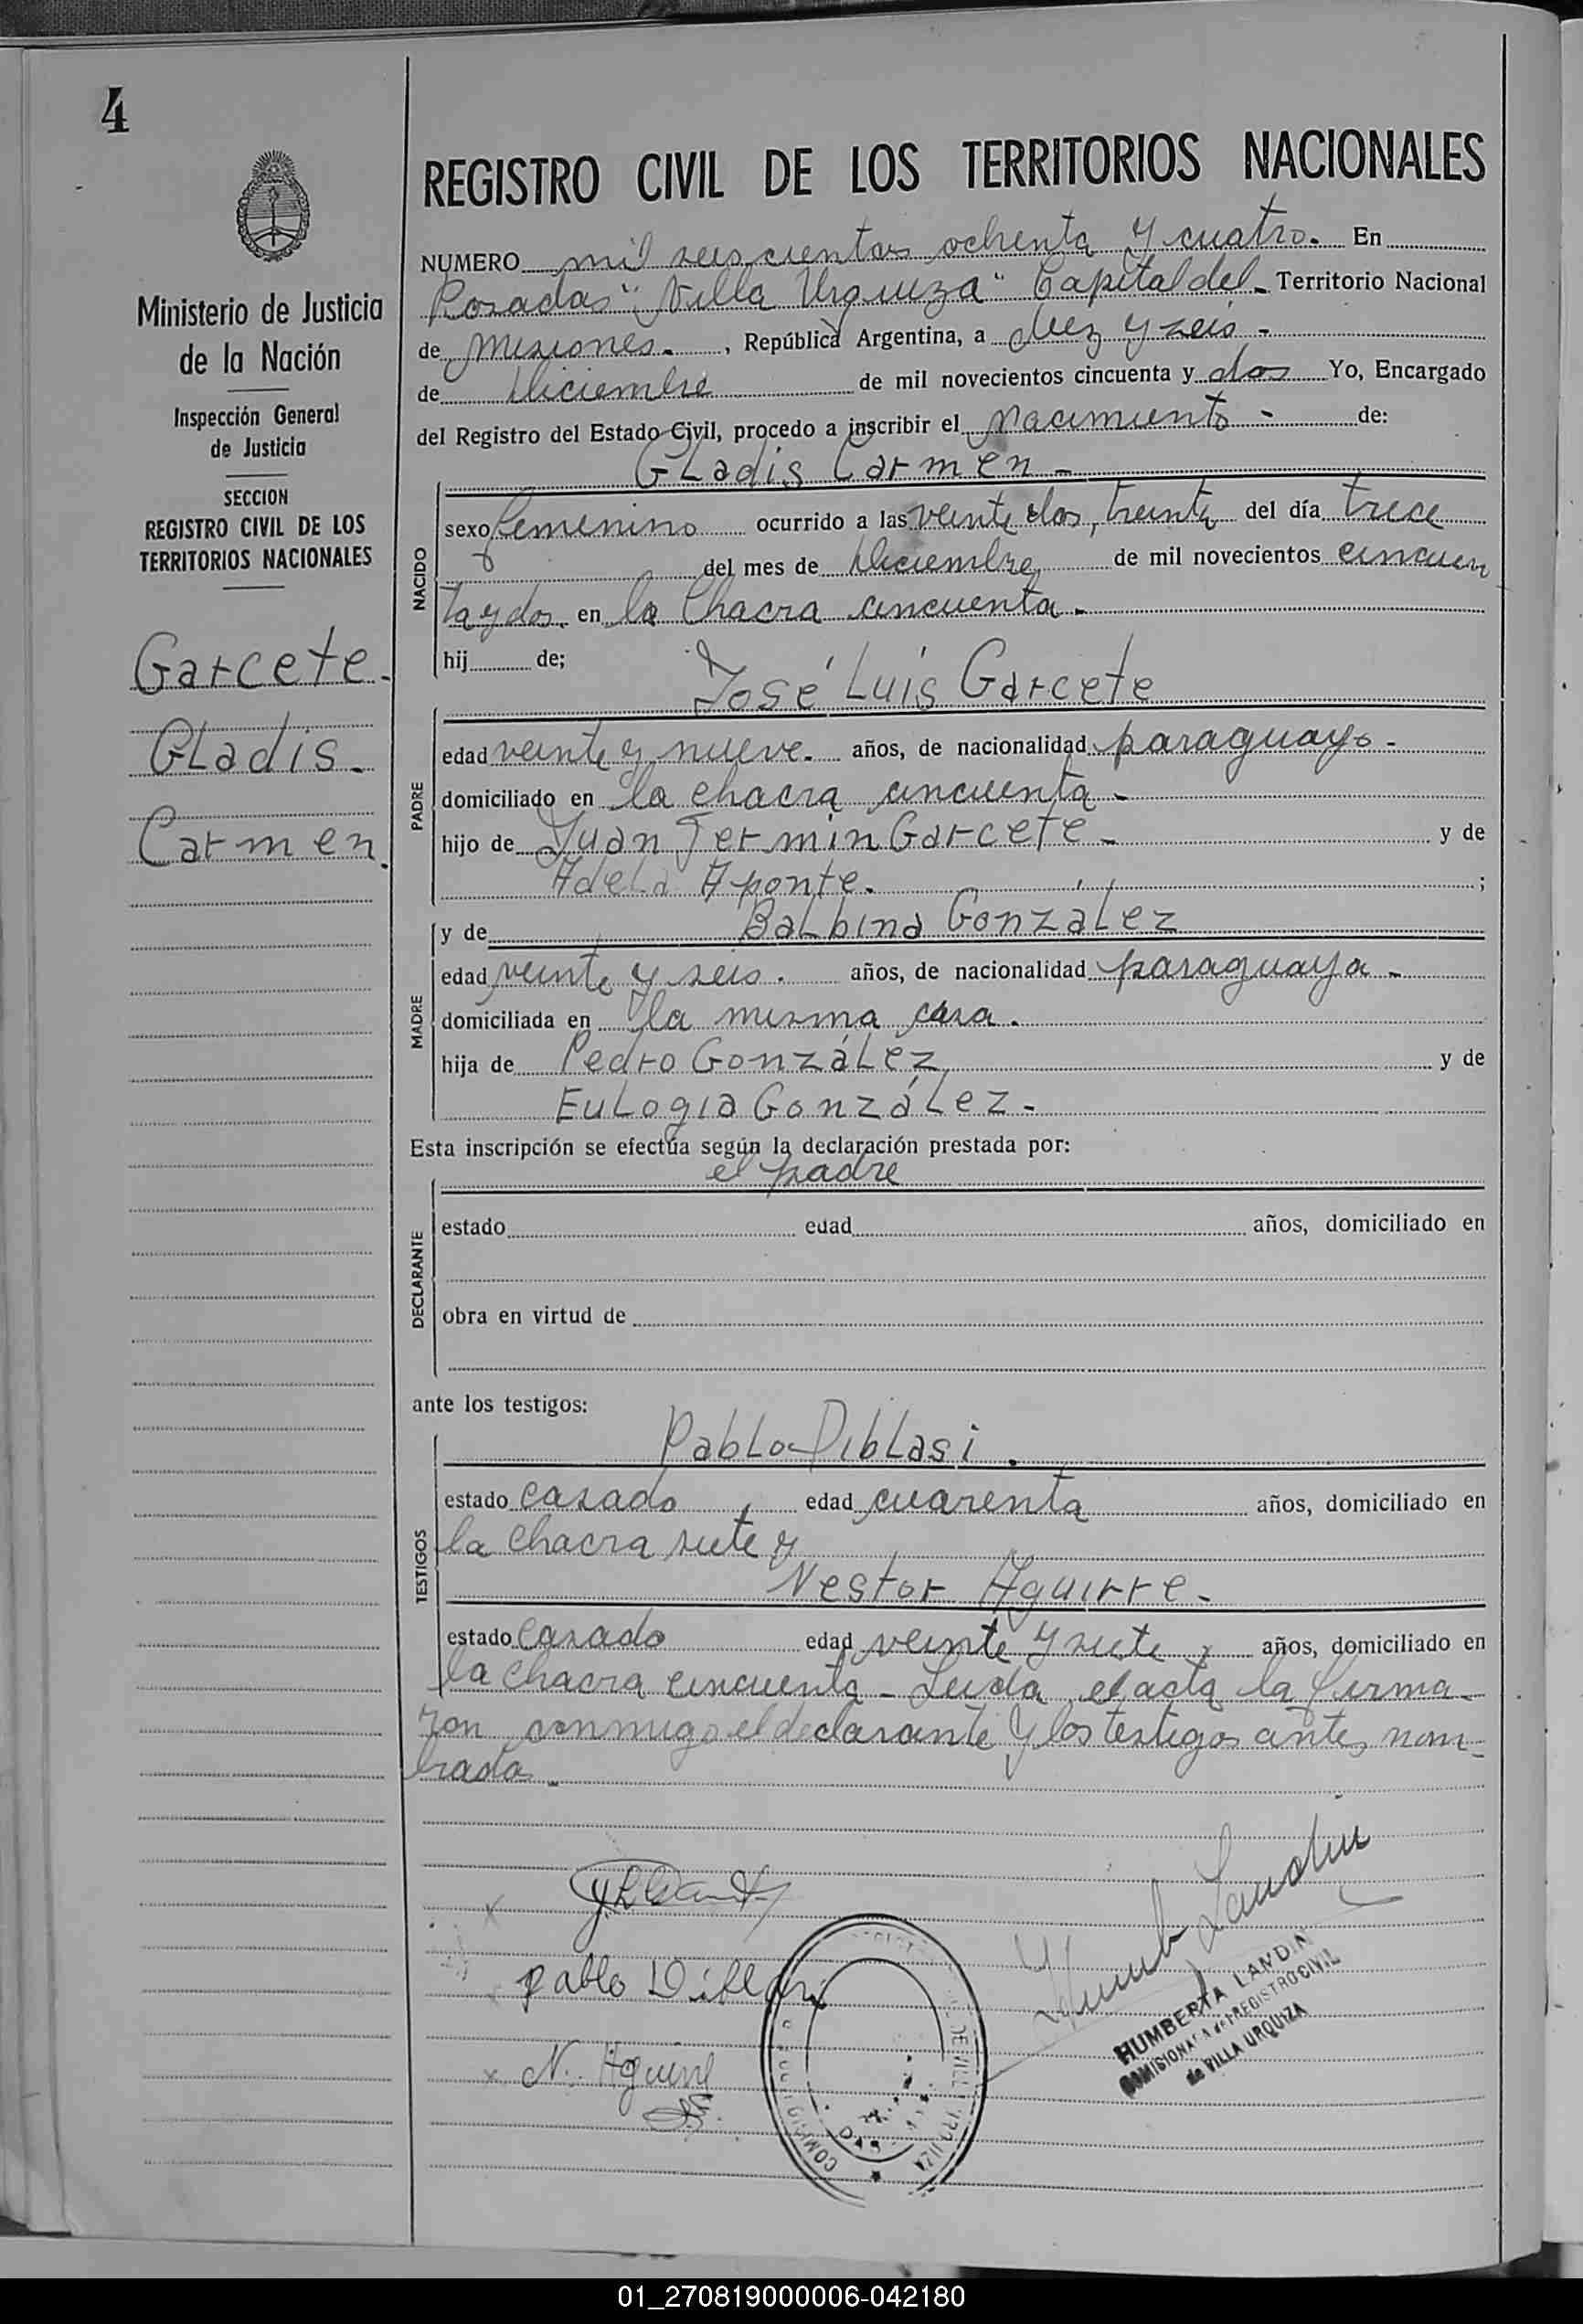 4
REGISTRO CIVIL DE LOS TERRITORIOS NACIONALES
Ministerio de Justicia
de la Nación
Inspección General
de Justicia
SECCION
REGISTRO CIVIL DE LOS
TERRITORIOS NACIONALES
Garcete.
Gladis.
Carmen.
NUMERO mil seiscientos ochenta y cuatro. En
Posadas "Villa Urquiza" Capital del Territorio Nacional
de Misiones. , República Argentina, a diez y seis -
de Diciembre de mil novecientos cincuenta y dos Yo, Encargado
del Registro del Estado Civil, procedo a inscribir el Nacimiento - de:
Gladis Carmen -
NACIDO
sexo femenino ocurrido a las veinte dos, treinta del día trece
del mes de Diciembre de mil novecientos cincuen
ta y dos. en la Chacra cincuenta -
hij de;
José Luis Garcete
PADRE
edad veinte y nueve. años, de nacionalidad paraguayo -
domiciliado en la chacra cincuenta -
hijo de Juan Fermin Garcete - y de
Adela Aponte. ;
y de Balbina González
MADRE
edad veinte y seis. años, de nacionalidad paraguaya -
domiciliada en la misma casa.
hija de Pedro González y de
Eulogia González -
Esta inscripción se efectúa según la declaración prestada por:
el padre
DECLARANTE
estado edad años, domiciliado en
obra en virtud de
ante los testigos:
Pablo Diblasi.
TESTIGOS
estado casado edad cuarenta años, domiciliado en
la chacra siete y
Nestor Aguirre -
estado casado edad veinte y siete años, domiciliado en
la chacra cincuenta - Leida el acta la firma-
ron conmigo el declarante y los testigos antes nom-
brados -
Pablo Diblasi
N. Aguirre
Humb Landin
HUMBERTA LANDIN
COMISIONADA del REGISTRO CIVIL
de VILLA URQUIZA
01_270819000006-042180